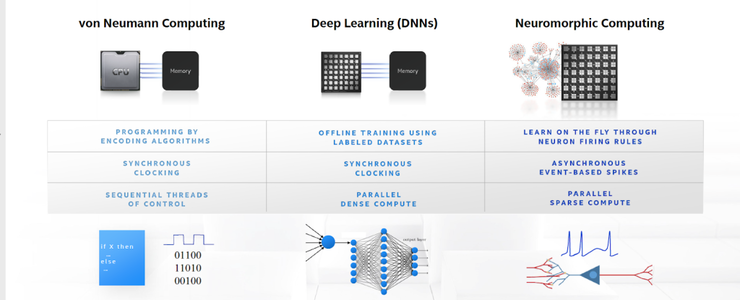 von Neumann Computing
Deep Learning (DNNs)
Neuromorphic Computing
CPU
Memory
Memory
PROGRAMMING BY
ENCODING ALGORITHMS
OFFLINE TRAINING USING
LABELED DATASETS
LEARN ON THE FLY THROUGH
NEURON FIRING RULES
SYNCHRONOUS
CLOCKING
SYNCHRONOUS
CLOCKING
ASYNCHRONOUS
EVENT-BASED SPIKES
SEQUENTIAL THREADS
OF CONTROL
PARALLEL
DENSE COMPUTE
PARALLEL
SPARSE COMPUTE
if X then
...
else
...
01100
11010
00100
output layer